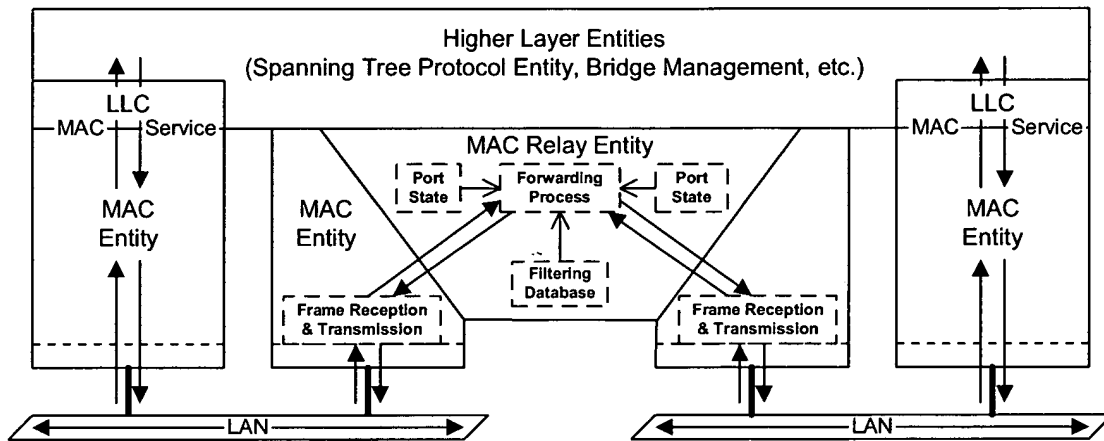 Higher Layer Entities
(Spanning Tree Protocol Entity, Bridge Management, etc.)
LLC
MAC Service
MAC
Entity
MAC
Entity
MAC Relay Entity
Port
State
Forwarding
Process
Port
State
Filtering
Database
Frame Reception
& Transmission
Frame Reception
& Transmission
LLC
MAC Service
MAC
Entity
LAN
LAN